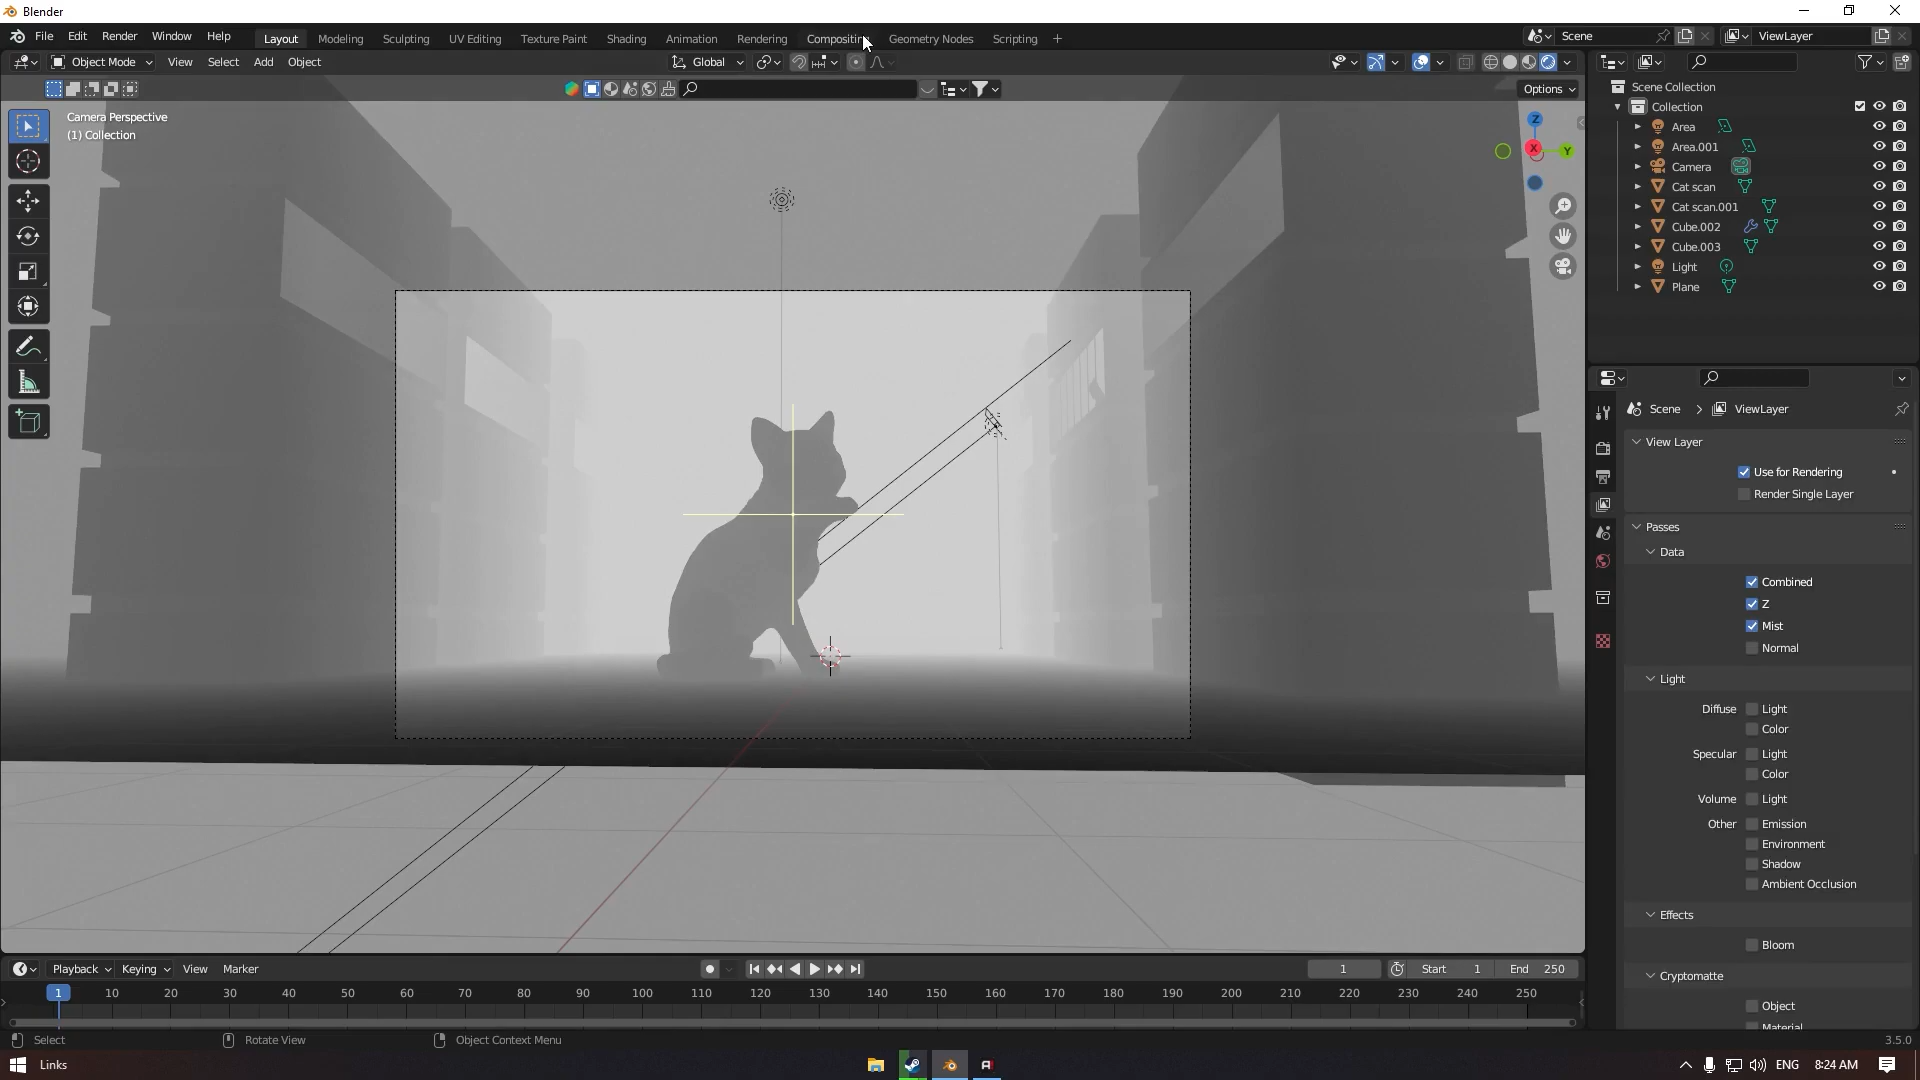 Blender
File Edit Render Window Help Layout Modeling Sculpting UV Editing Texture Paint Shading Animation Rendering Compositing Geometry Nodes Scripting + Scene ViewLayer
Object Mode View Select Add Object Global
Options
Camera Perspective
(1) Collection
Z
X
Y
Scene Collection
Collection
Area
Area.001
Camera
Cat scan
Cat scan.001
Cube.002
Cube.003
Light
Plane
Scene > ViewLayer
View Layer
Use for Rendering
Render Single Layer
Passes
Data
Combined
Z
Mist
Normal
Light
Diffuse Light
Color
Specular Light
Color
Volume Light
Other Emission
Environment
Shadow
Ambient Occlusion
Effects
Bloom
Cryptomatte
Object
Material
Playback Keying View Marker 1 Start 1 End 250
1 10 20 30 40 50 60 70 80 90 100 110 120 130 140 150 160 170 180 190 200 210 220 230 240 250
Select Rotate View Object Context Menu 3.5.0
Links ENG 8:24 AM